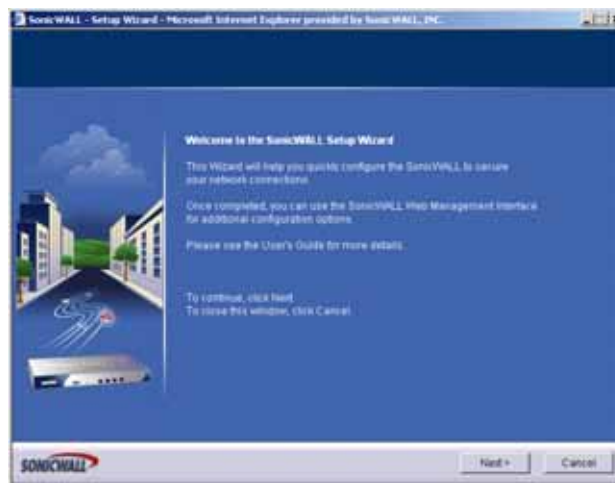 SonicWALL - Setup Wizard - Microsoft Internet Explorer provided by SonicWALL, INC.
Welcome to the SonicWALL Setup Wizard
This Wizard will help you quickly configure the SonicWALL to secure
your network connections.
Once completed, you can use the SonicWALL Web Management Interface
for additional configuration options.
Please see the User's Guide for more details.
To continue, click Next.
To close this window, click Cancel.
SONICWALL
Next >
Cancel